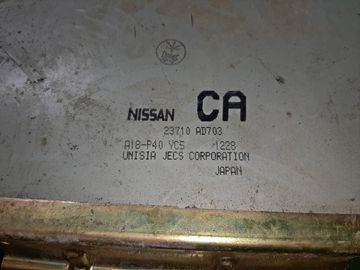 NISSAN CA
23710 AD703
A18-P40 YC5 1228
UNISIA JECS CORPORATION
JAPAN